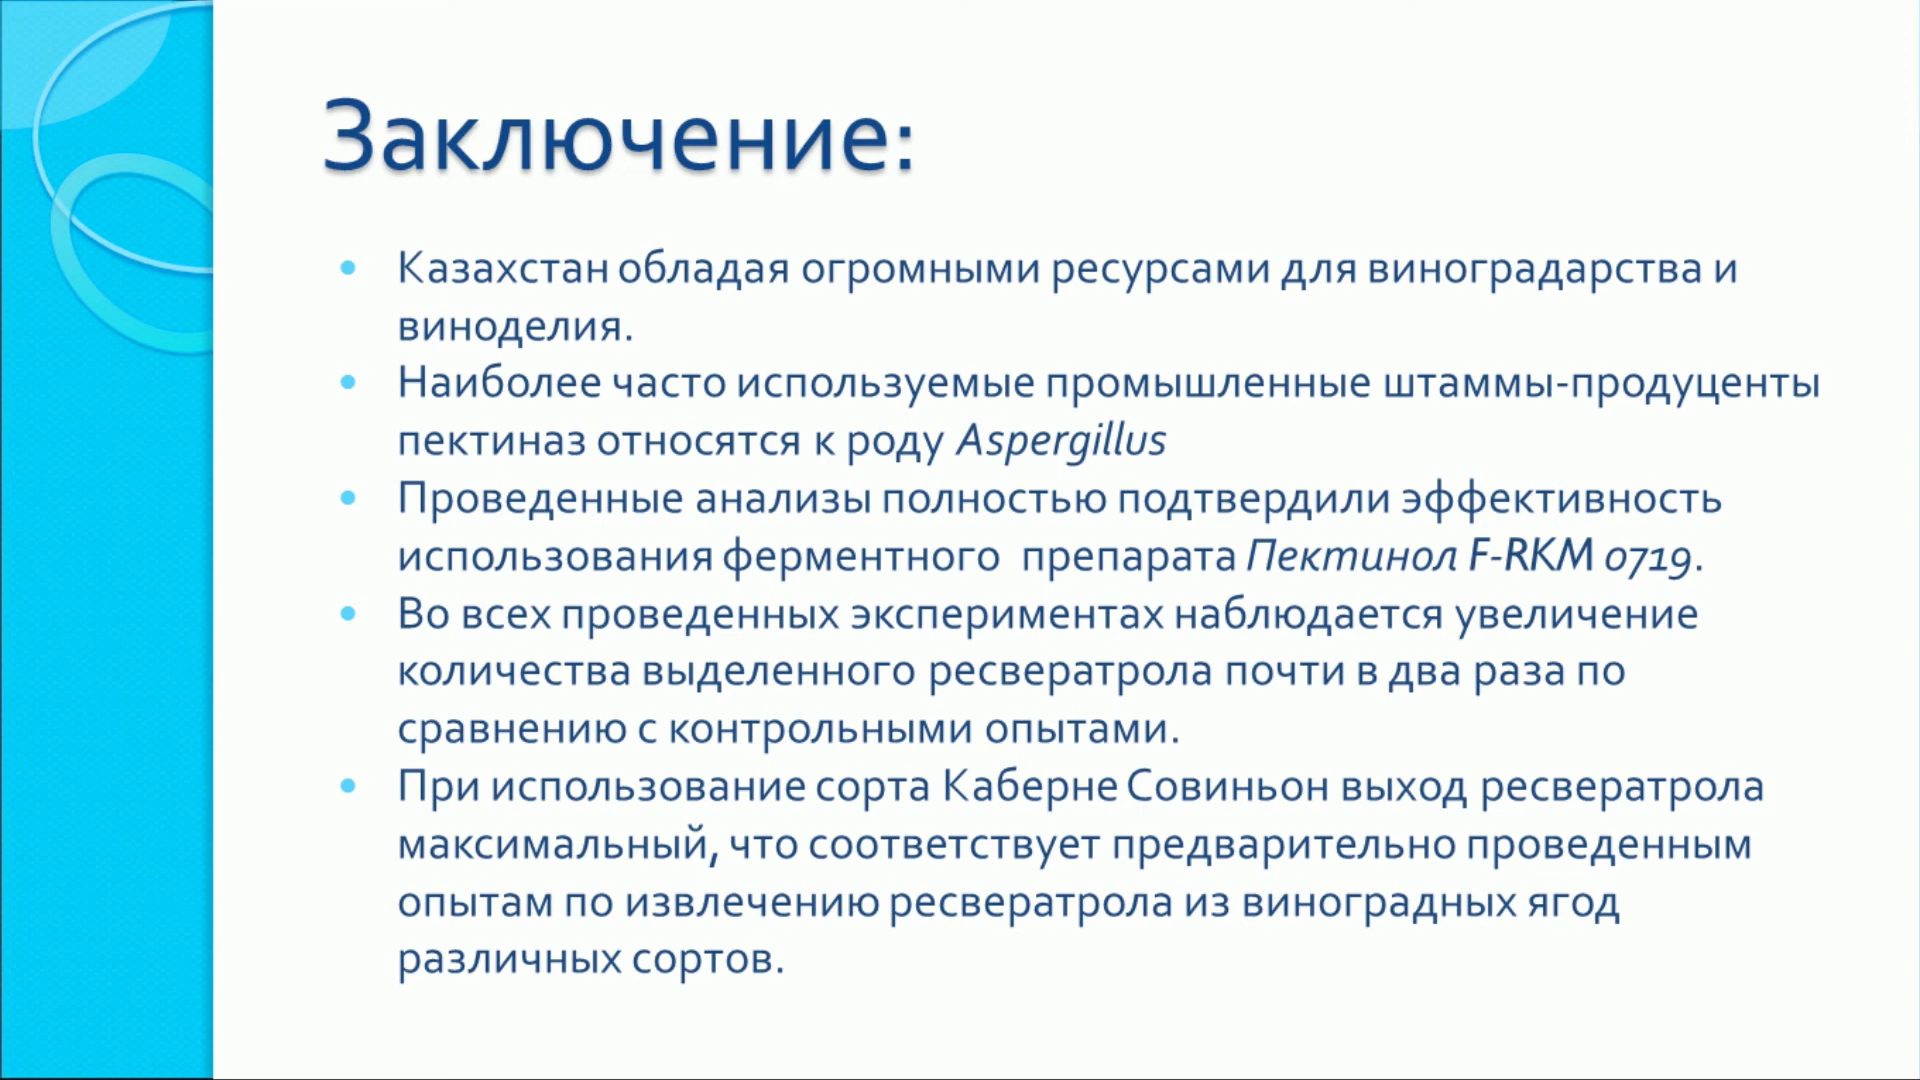 Заключение:
Казахстан обладая огромными ресурсами для виноградарства и
виноделия.
Наиболее часто используемые промышленные штаммы-продуценты
пектиназ относятся к роду Aspergillus
Проведенные анализы полностью подтвердили эффективность
использования ферментного препарата Пектинол F-RKM 0719.
Во всех проведенных экспериментах наблюдается увеличение
количества выделенного ресвератрола почти в два раза по
сравнению с контрольными опытами.
При использование сорта Каберне Совиньон выход ресвератрола
максимальный, что соответствует предварительно проведенным
опытам по извлечению ресвератрола из виноградных ягод
различных сортов.